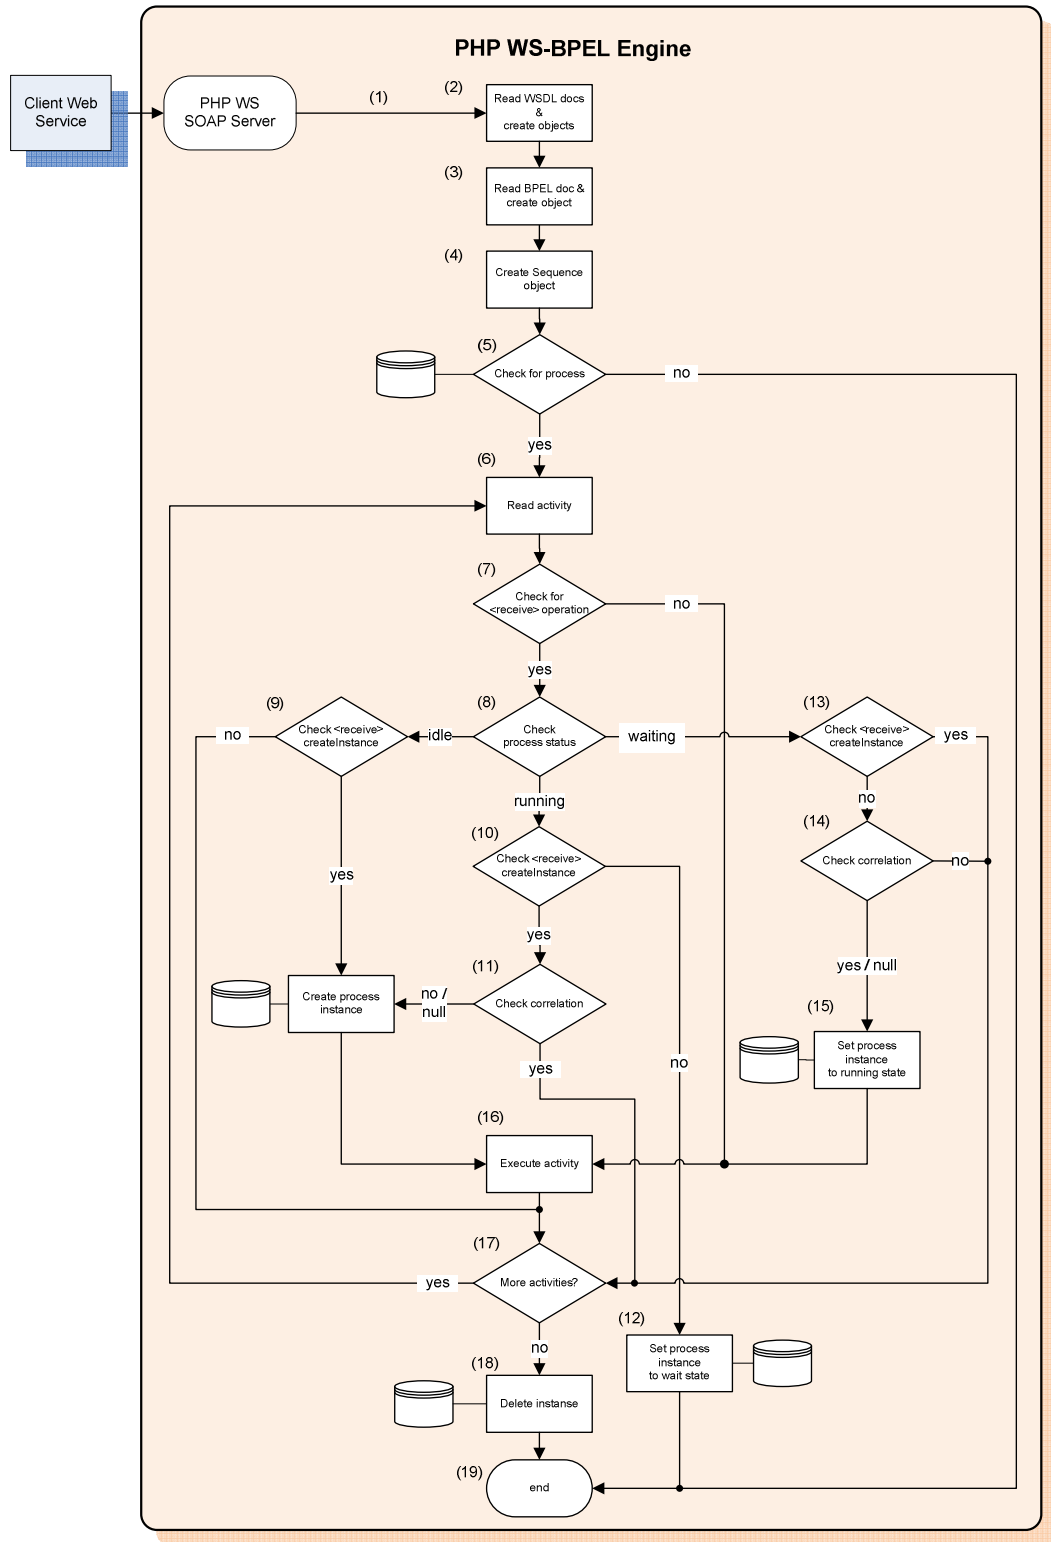 PHP WS-BPEL Engine
Client Web
Service
PHP WS
SOAP Server
(1)
(2)
Read WSDL docs
&
create objects
(3)
Read BPEL doc &
create object
(4)
Create Sequence
object
(5)
Check for process
no
yes
(6)
Read activity
(7)
Check for
<receive> operation
no
yes
(8)
Check
process status
idle
waiting
running
(9)
Check <receive>
createInstance
no
yes
(13)
Check <receive>
createInstance
yes
no
(10)
Check <receive>
createInstance
yes
no
(14)
Check correlation
no
yes / null
(11)
Check correlation
no /
null
yes
Create process
instance
(15)
Set process
instance
to running state
(16)
Execute activity
(17)
More activities?
yes
no
(12)
Set process
instance
to wait state
(18)
Delete instanse
(19)
end